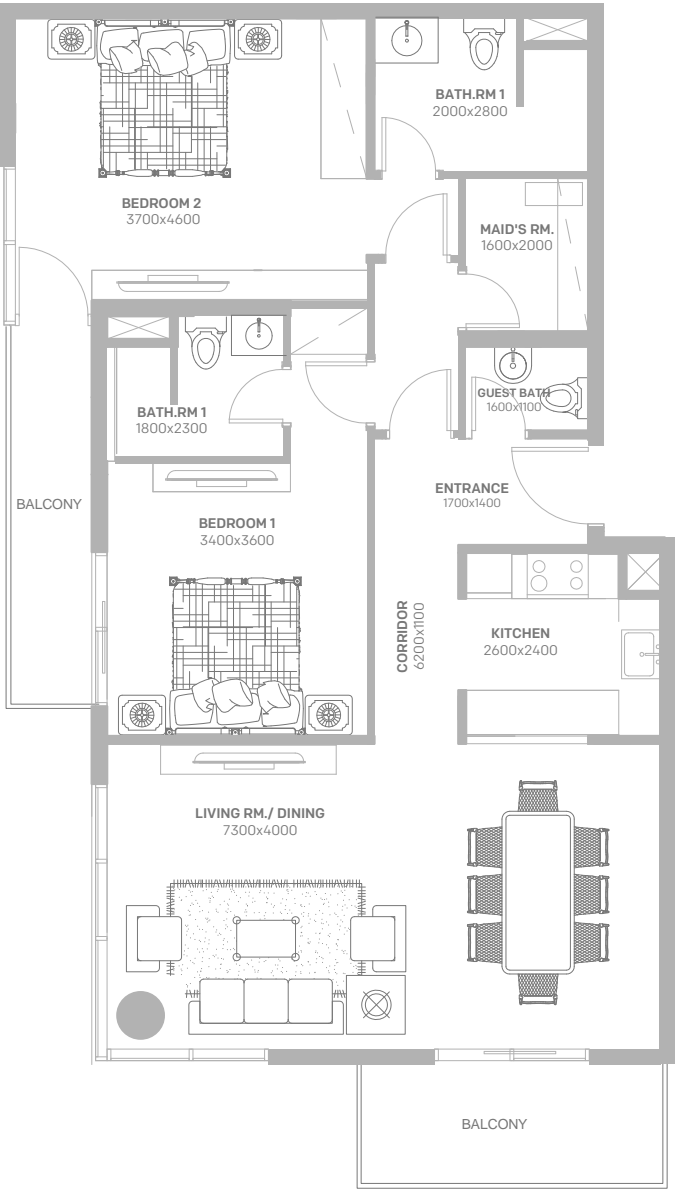 BATH.RM 1
2000x2800
BEDROOM 2
3700x4600
MAID'S RM.
1600x2000
GUEST BATH
1600x1100
BATH.RM 1
1800x2300
ENTRANCE
1700x1400
BALCONY
BEDROOM 1
3400x3600
CORRIDOR
6200x1100
KITCHEN
2600x2400
LIVING RM./ DINING
7300x4000
BALCONY